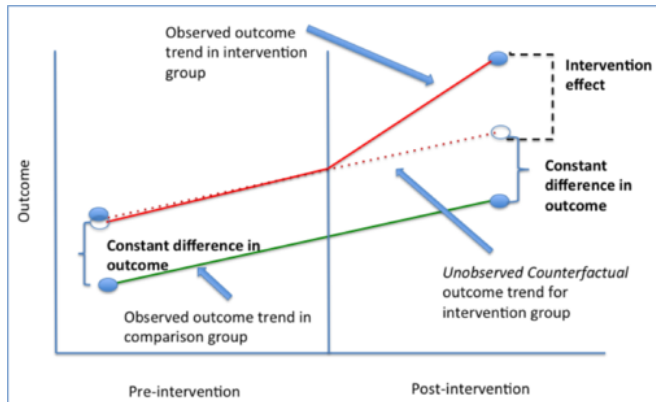 Observed outcome
trend in intervention
group
Intervention
effect
Outcome
Constant difference in
outcome
Constant difference in
outcome
Observed outcome trend in
comparison group
Unobserved Counterfactual
outcome trend for
intervention group
Pre-intervention
Post-intervention